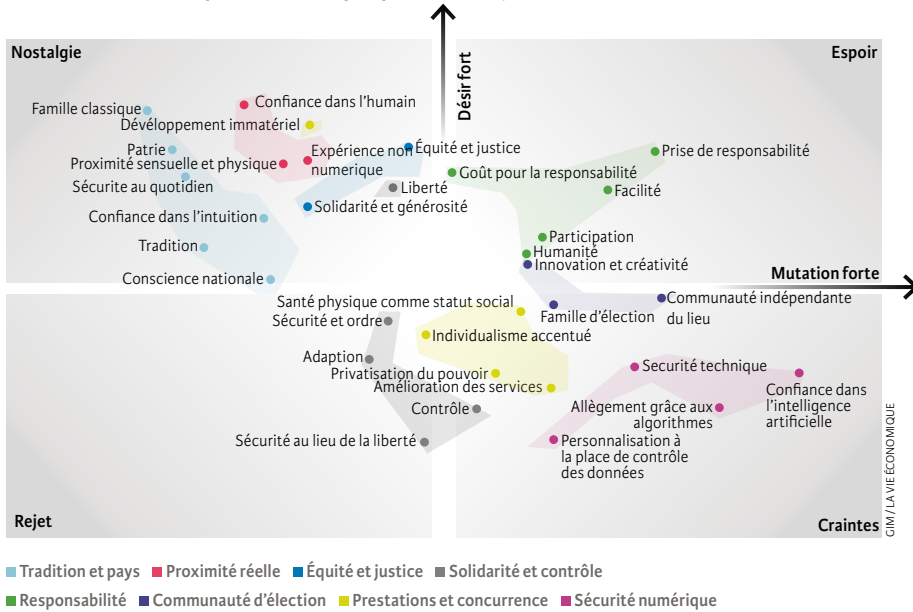 Nostalgie
Espoir
Désir fort
Famille classique
Confiance dans l'humain
Dévéloppement immatériel
Patrie
Expérience non
numerique
Équité et justice
Prise de responsabilité
Proximité sensuelle et physique
Goût pour la responsabilité
Sécurite au quotidien
Liberté
Facilité
Solidarité et générosité
Confiance dans l'intuition
Participation
Tradition
Humanité
Innovation et créativité
Conscience nationale
Mutation forte
Santé physique comme statut social
Communauté indépendante
du lieu
Famille d'élection
Sécurité et ordre
Individualisme accentué
Adaption
Securité technique
Privatisation du pouvoir
Amélioration des services
Confiance dans
l'intelligence
artificielle
Contrôle
Allègement grâce aux
algorithmes
Sécurité au lieu de la liberté
Personnalisation à
la place de contrôle
des données
Rejet
Craintes
GIM / LA VIE ÉCONOMIQUE
Tradition et pays Proximité réelle Équité et justice Solidarité et contrôle
Responsabilité Communauté d'élection Prestations et concurrence Sécurité numérique